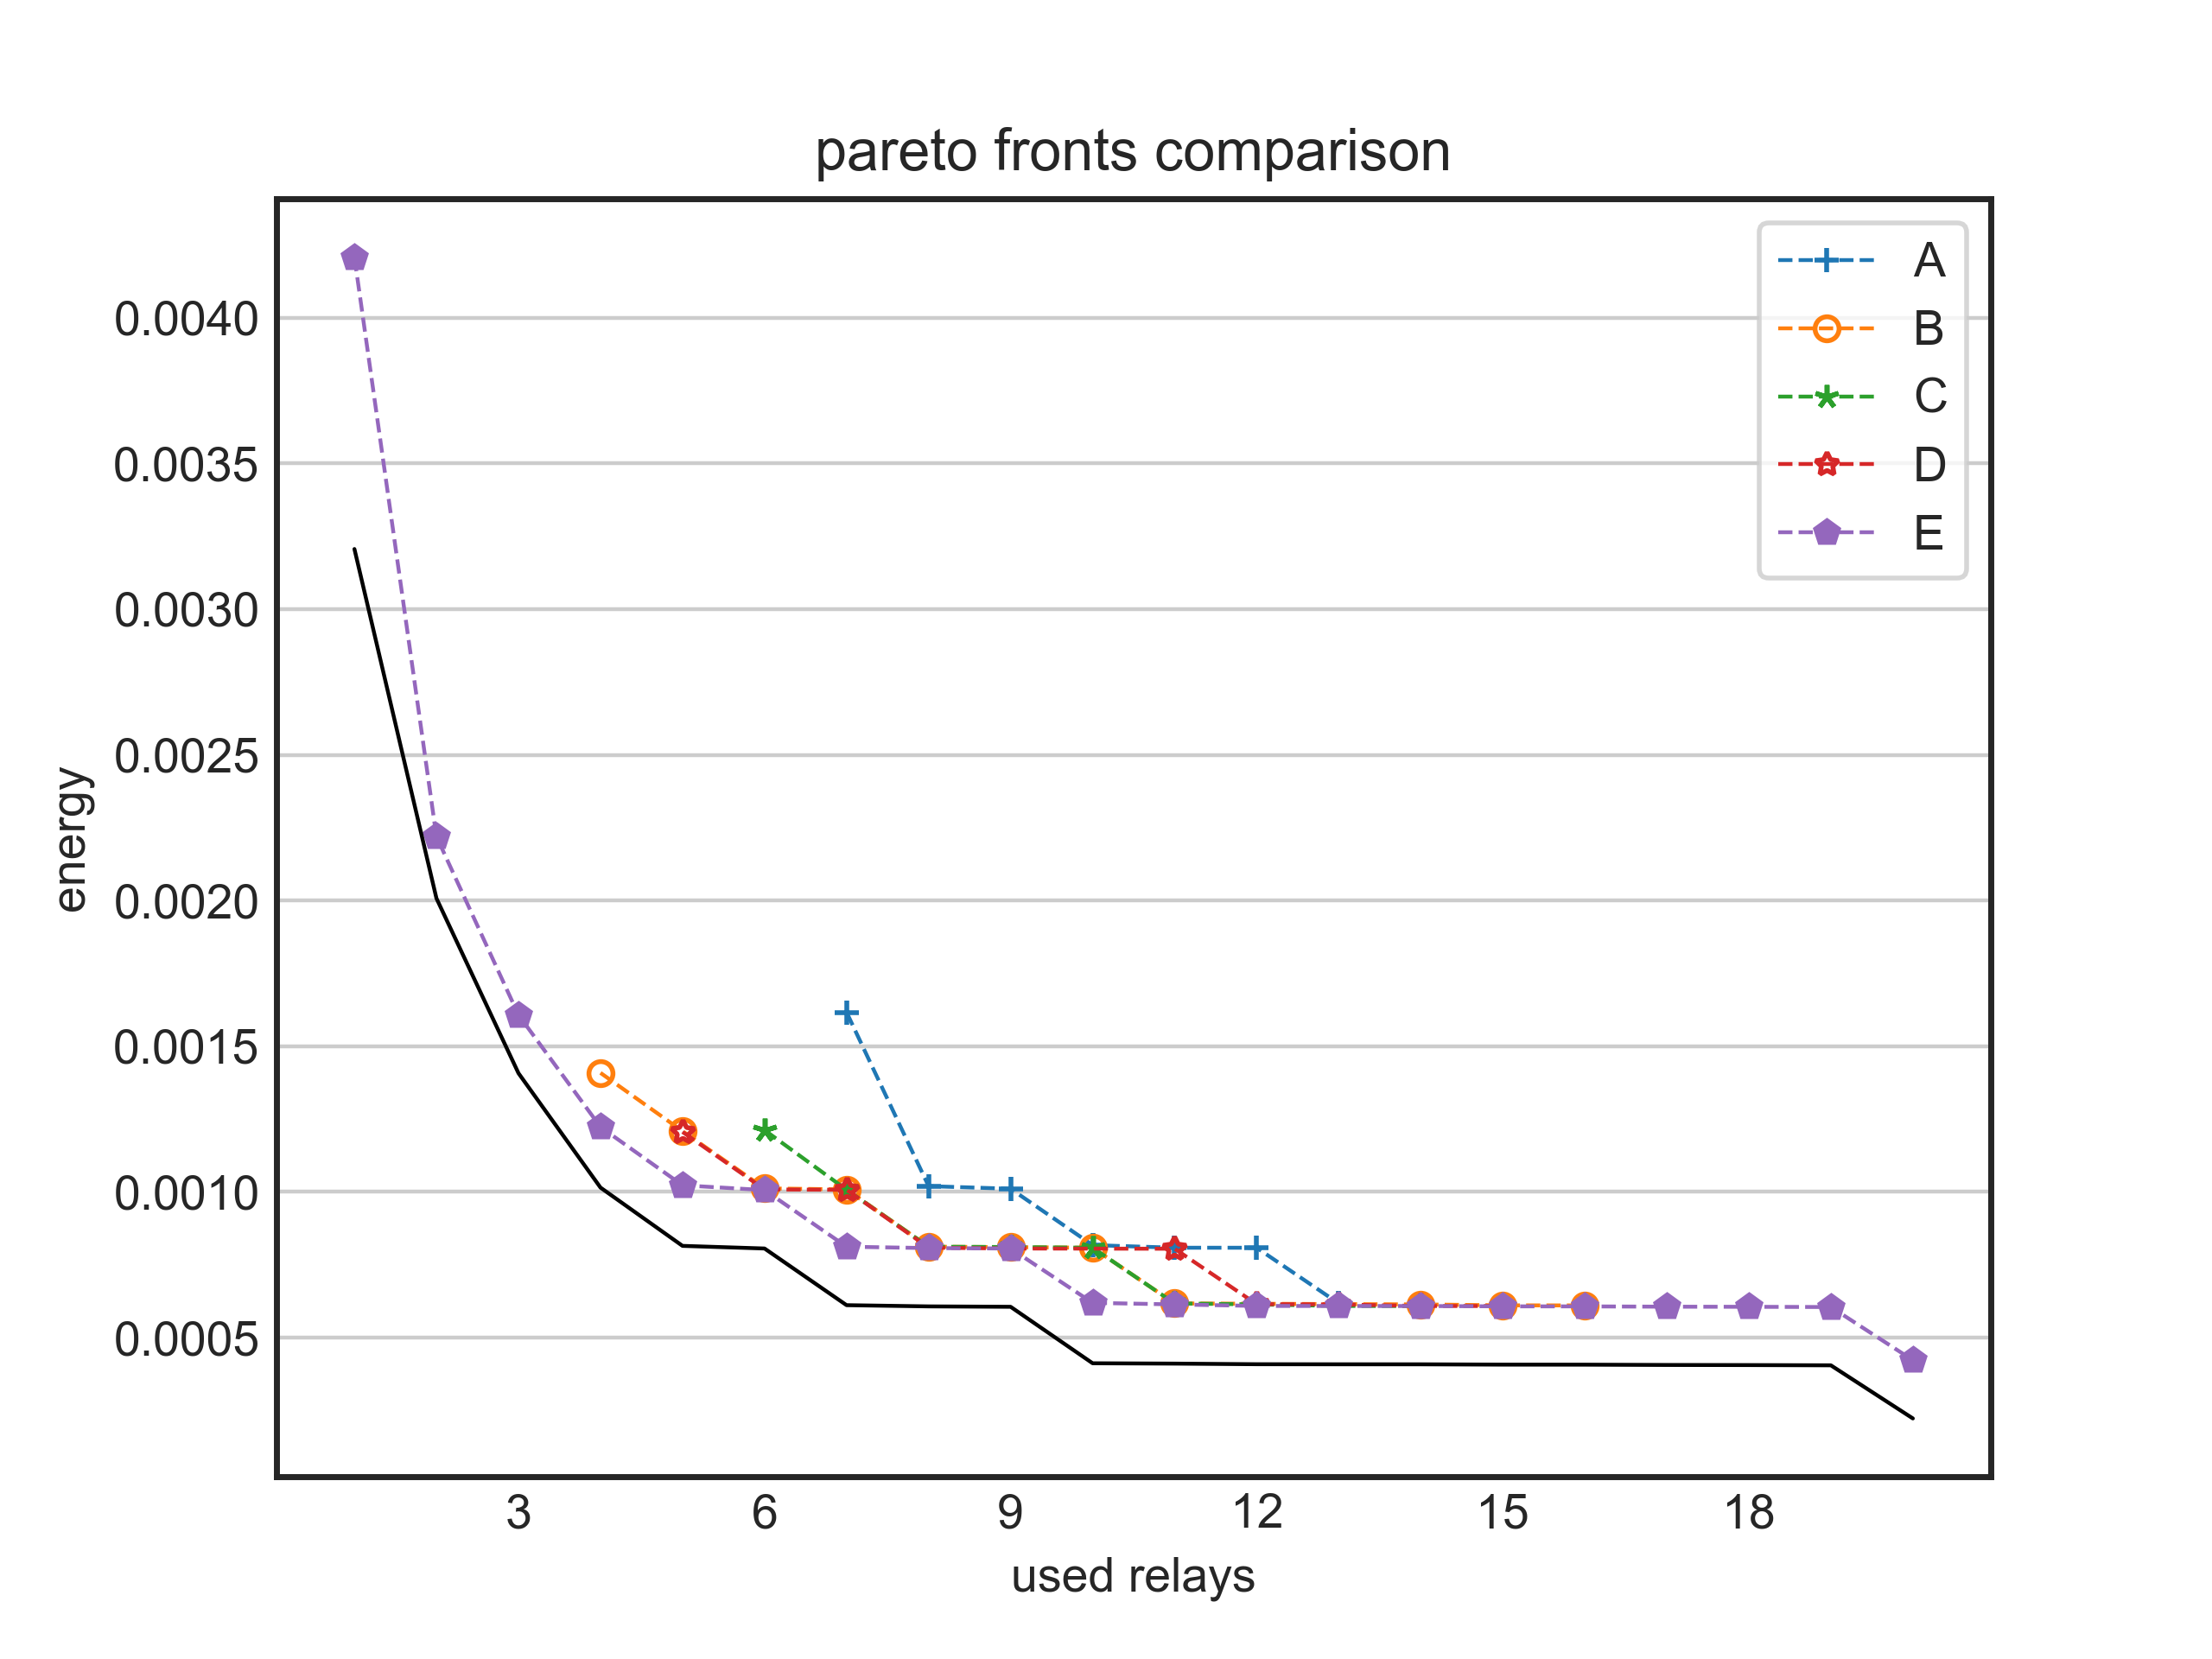 pareto fronts comparison
A
B
C
D
E
0.0040
0.0035
0.0030
0.0025
0.0020
0.0015
0.0010
0.0005
energy
3 6 9 12 15 18
used relays